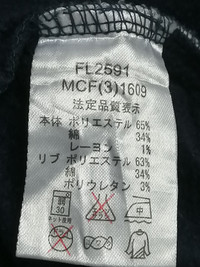 FL2591
MCF(3)1609
法定品質表示
本体 ポリエステル 65%
綿 34%
レーヨン 1%
リブ ポリエステル 63%
綿 34%
ポリウレタン 3%
30
中